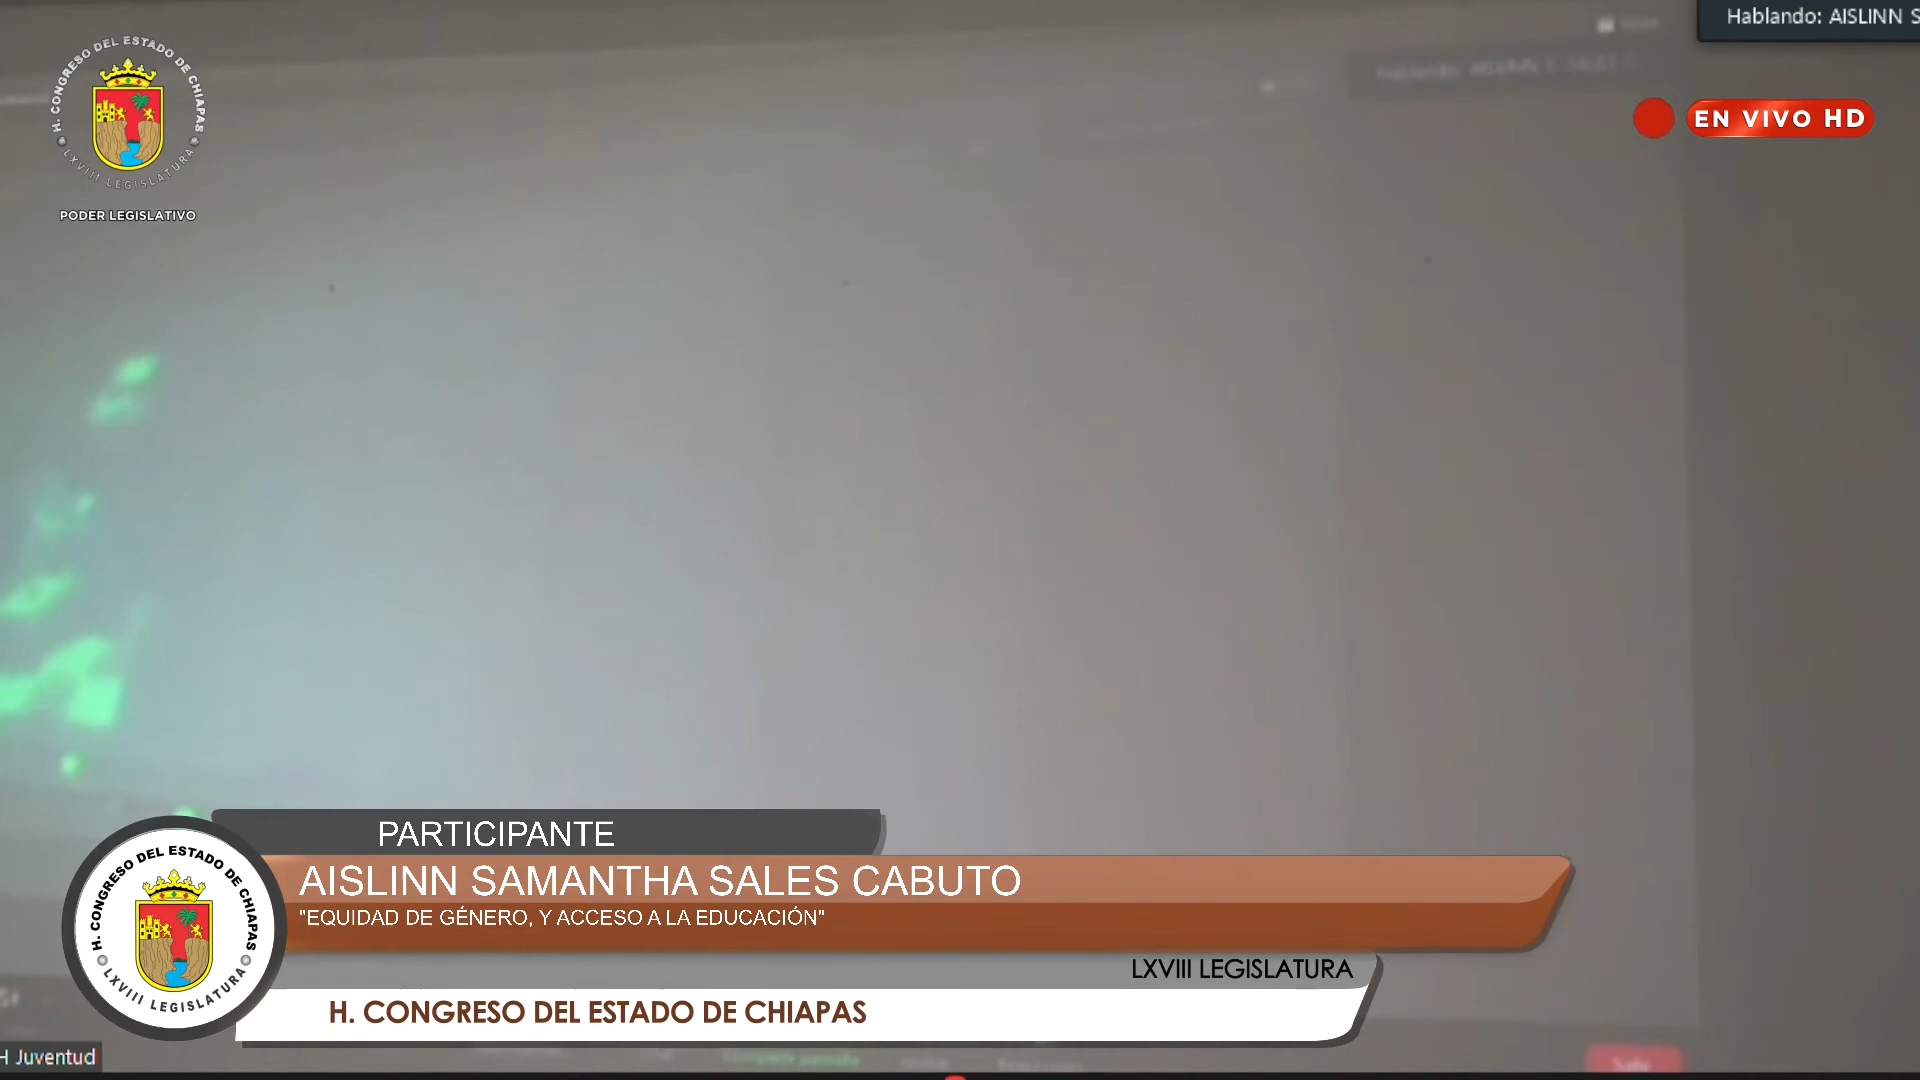 Hablando: AISLINN S
H. CONGRESO DEL ESTADO DE CHIAPAS
LXVIII LEGISLATURA
PODER LEGISLATIVO
EN VIVO HD
PARTICIPANTE
AISLINN SAMANTHA SALES CABUTO
"EQUIDAD DE GÉNERO, Y ACCESO A LA EDUCACIÓN"
H. CONGRESO DEL ESTADO DE CHIAPAS
LXVIII LEGISLATURA
LXVIII LEGISLATURA
H. CONGRESO DEL ESTADO DE CHIAPAS
H Juventud
Salir